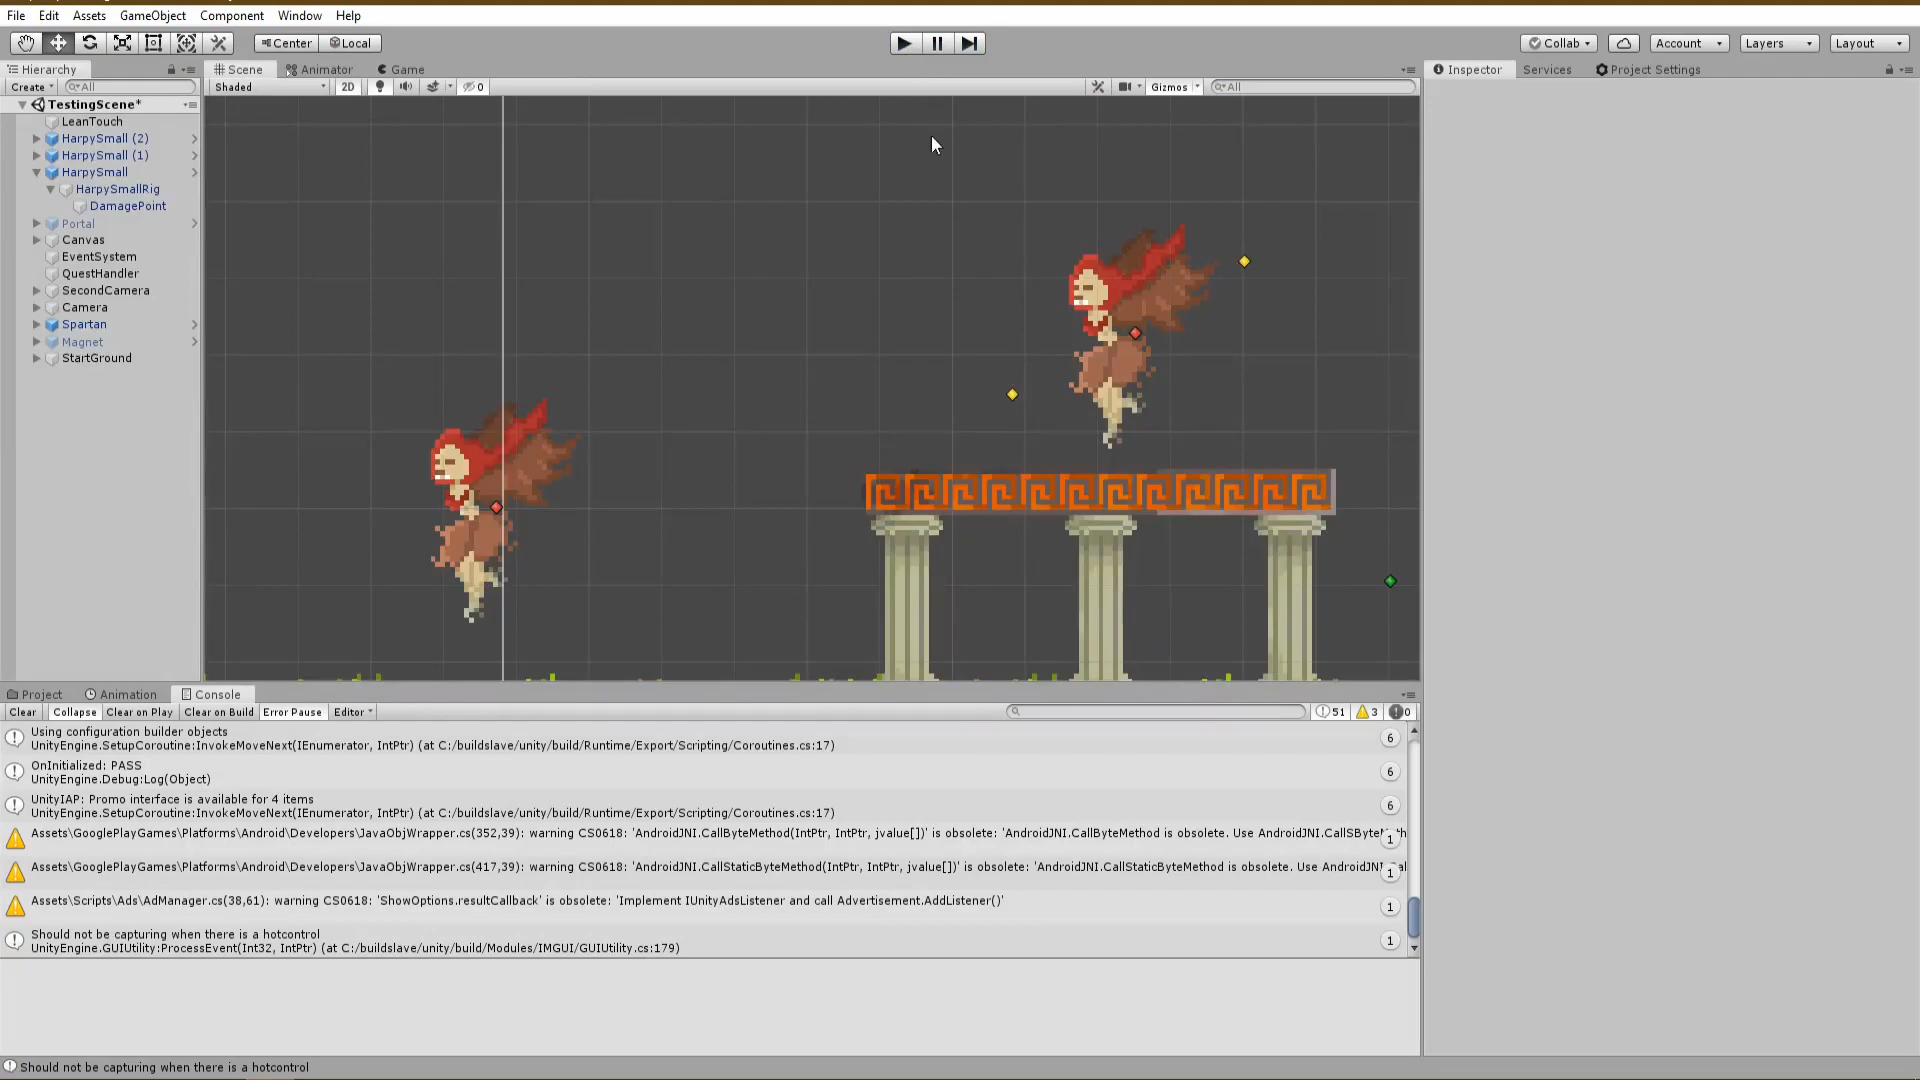 File Edit Assets GameObject Component Window Help
Center Local Collab Account Layers Layout
Hierarchy Scene Animator Game Inspector Services Project Settings
Create All Shaded 2D 0 Gizmos All
TestingScene*
LeanTouch
HarpySmall (2)
HarpySmall (1)
HarpySmall
HarpySmallRig
DamagePoint
Portal
Canvas
EventSystem
QuestHandler
SecondCamera
Camera
Spartan
Magnet
StartGround
Project Animation Console
Clear Collapse Clear on Play Clear on Build Error Pause Editor 51 3 0
Using configuration builder objects
UnityEngine.SetupCoroutine:InvokeMoveNext(IEnumerator, IntPtr) (at C:/buildslave/unity/build/Runtime/Export/Scripting/Coroutines.cs:17) 6
OnInitialized: PASS
UnityEngine.Debug:Log(Object) 6
UnityIAP: Promo interface is available for 4 items
UnityEngine.SetupCoroutine:InvokeMoveNext(IEnumerator, IntPtr) (at C:/buildslave/unity/build/Runtime/Export/Scripting/Coroutines.cs:17) 6
Assets\GooglePlayGames\Platforms\Android\Developers\JavaObjWrapper.cs(352,39): warning CS0618: 'AndroidJNI.CallByteMethod(IntPtr, IntPtr, jvalue[])' is obsolete: 'AndroidJNI.CallByteMethod is obsolete. Use 1
Assets\GooglePlayGames\Platforms\Android\Developers\JavaObjWrapper.cs(417,39): warning CS0618: 'AndroidJNI.CallStaticByteMethod(IntPtr, IntPtr, jvalue[])' is obsolete: 'AndroidJNI.CallStaticByteMethod is obsolete. Use 1
Assets\Scripts\Ads\AdManager.cs(38,61): warning CS0618: 'ShowOptions.resultCallback' is obsolete: 'Implement IUnityAdsListener and call Advertisement.AddListener()' 1
Should not be capturing when there is a hotcontrol
UnityEngine.GUIUtility:ProcessEvent(Int32, IntPtr) (at C:/buildslave/unity/build/Modules/IMGUI/GUIUtility.cs:179) 1
Should not be capturing when there is a hotcontrol